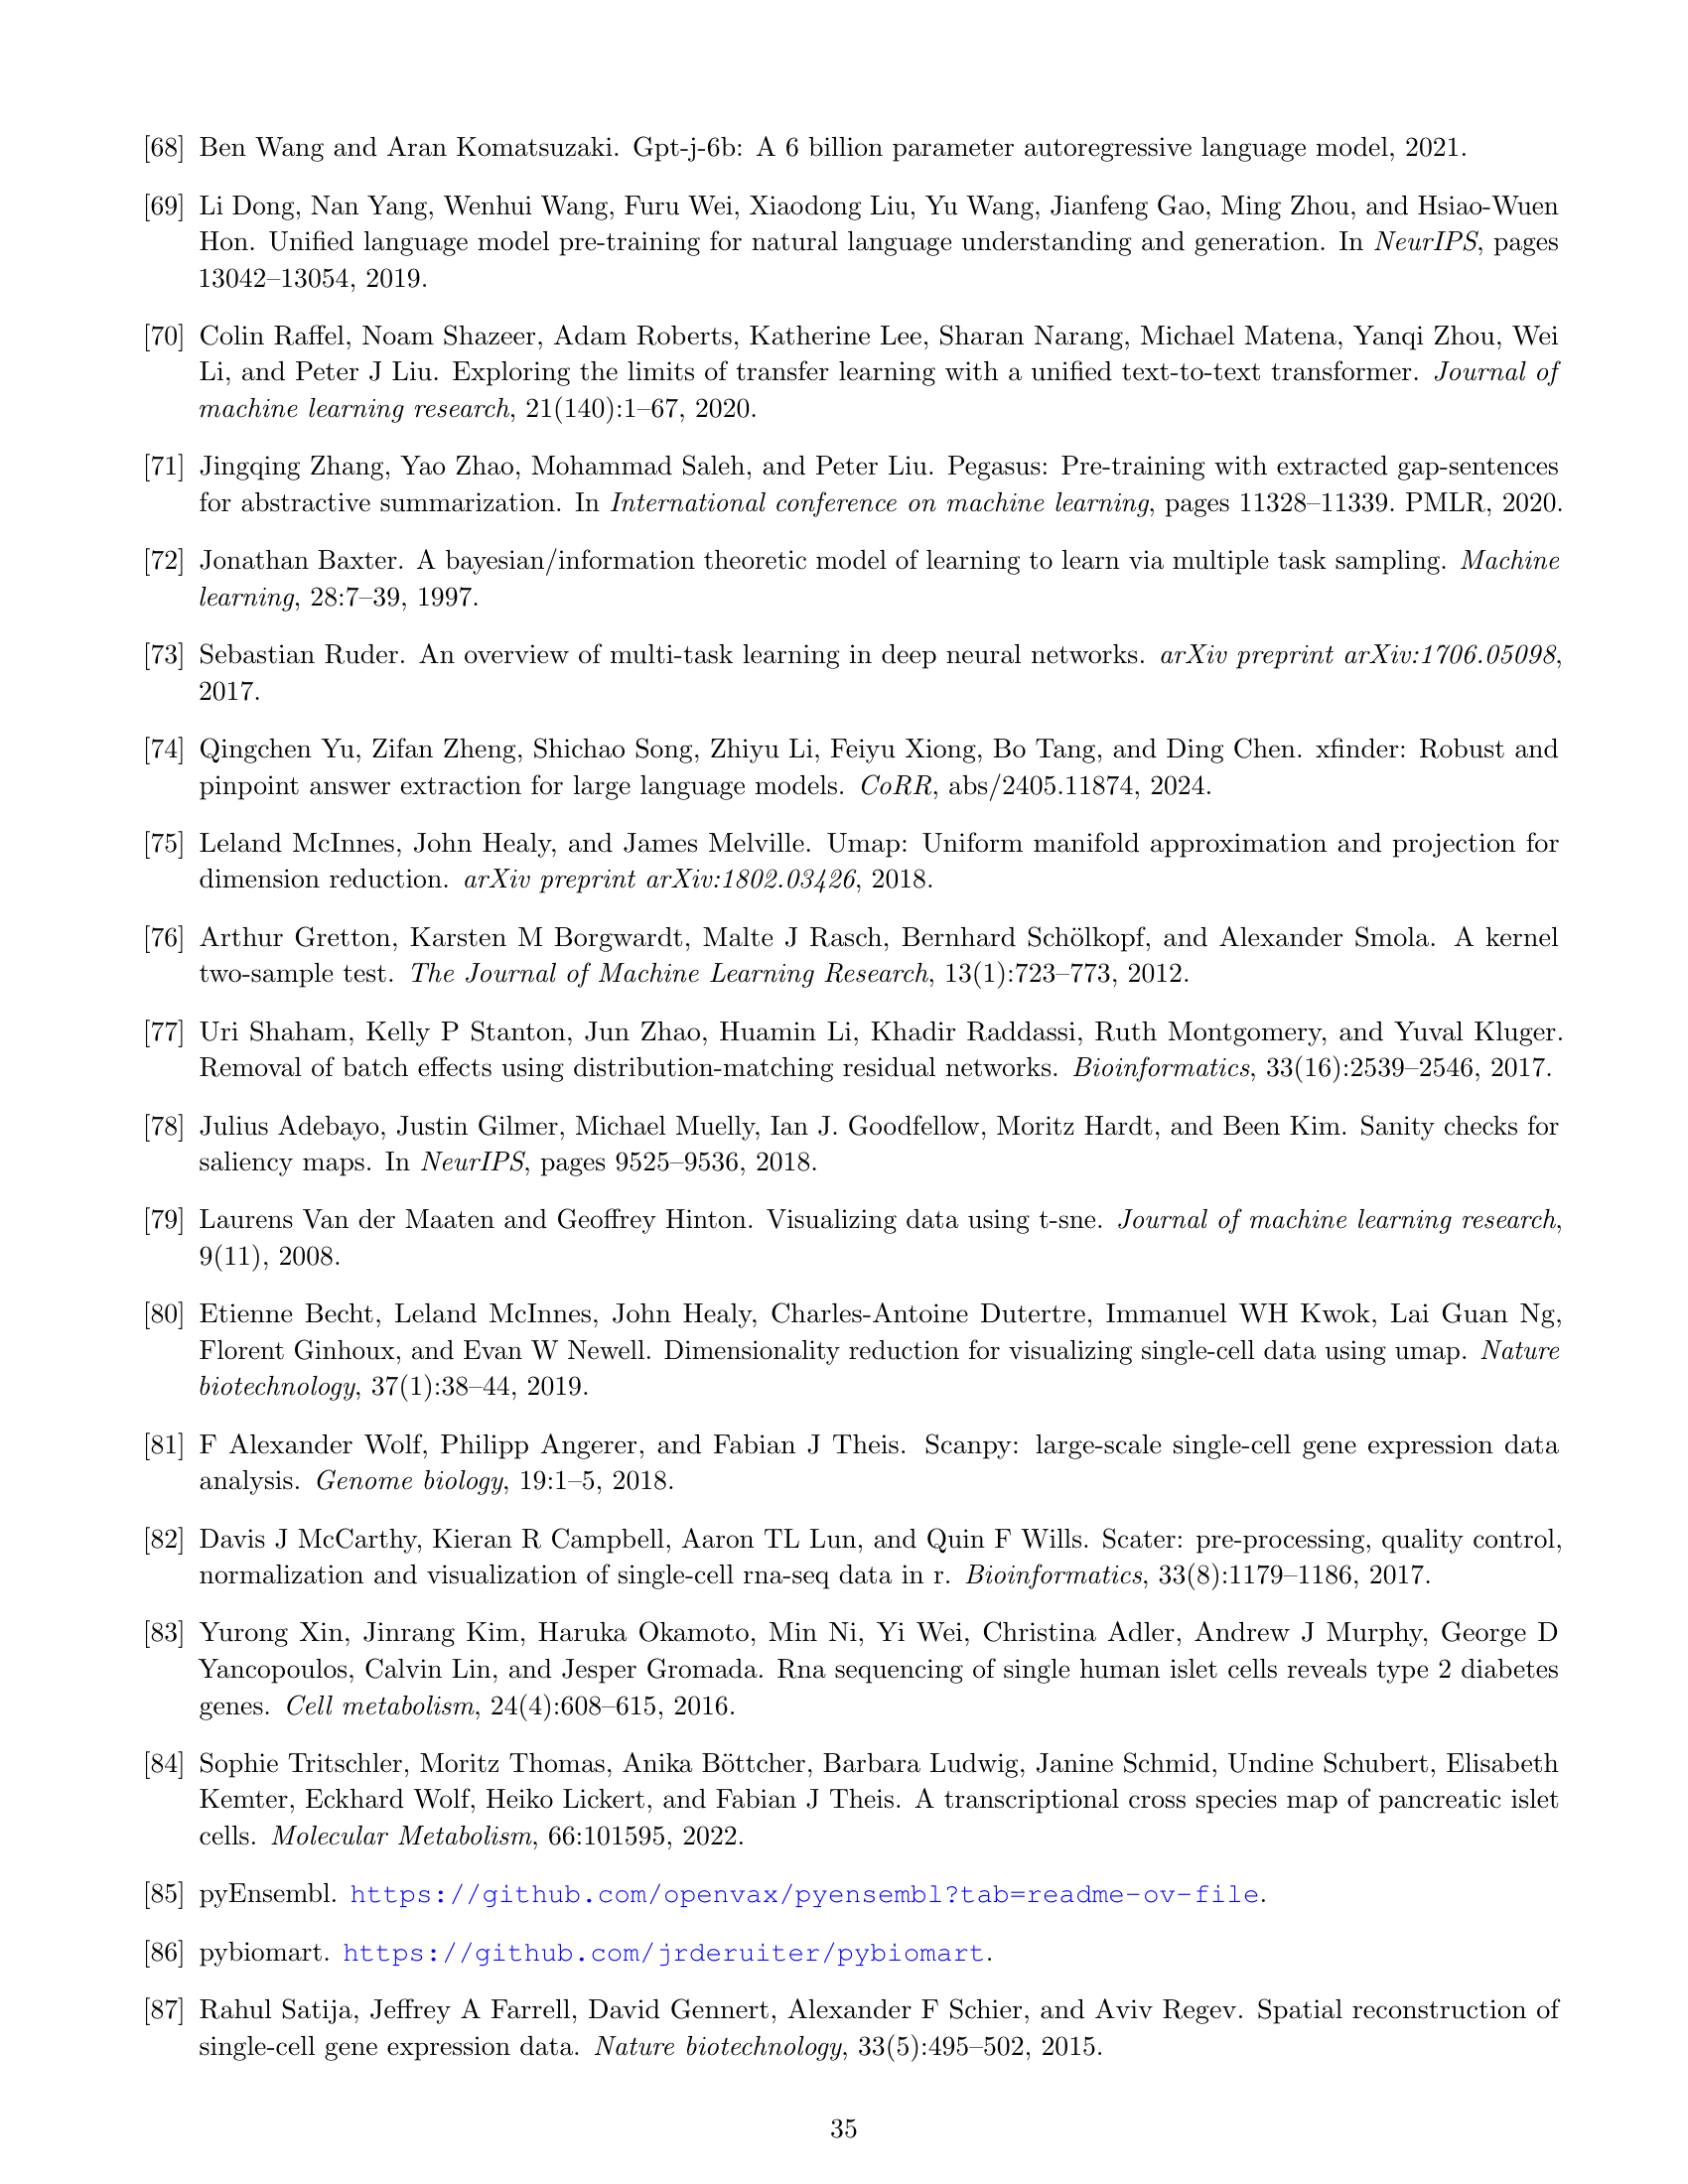 [68] Ben Wang and Aran Komatsuzaki. Gpt-j-6b: A 6 billion parameter autoregressive language model, 2021.
[69] Li Dong, Nan Yang, Wenhui Wang, Furu Wei, Xiaodong Liu, Yu Wang, Jianfeng Gao, Ming Zhou, and Hsiao-Wuen
Hon. Unified language model pre-training for natural language understanding and generation. In NeurIPS, pages
13042–13054, 2019.
[70] Colin Raffel, Noam Shazeer, Adam Roberts, Katherine Lee, Sharan Narang, Michael Matena, Yanqi Zhou, Wei
Li, and Peter J Liu. Exploring the limits of transfer learning with a unified text-to-text transformer. Journal of
machine learning research, 21(140):1–67, 2020.
[71] Jingqing Zhang, Yao Zhao, Mohammad Saleh, and Peter Liu. Pegasus: Pre-training with extracted gap-sentences
for abstractive summarization. In International conference on machine learning, pages 11328–11339. PMLR, 2020.
[72] Jonathan Baxter. A bayesian/information theoretic model of learning to learn via multiple task sampling. Machine
learning, 28:7–39, 1997.
[73] Sebastian Ruder. An overview of multi-task learning in deep neural networks. arXiv preprint arXiv:1706.05098,
2017.
[74] Qingchen Yu, Zifan Zheng, Shichao Song, Zhiyu Li, Feiyu Xiong, Bo Tang, and Ding Chen. xfinder: Robust and
pinpoint answer extraction for large language models. CoRR, abs/2405.11874, 2024.
[75] Leland McInnes, John Healy, and James Melville. Umap: Uniform manifold approximation and projection for
dimension reduction. arXiv preprint arXiv:1802.03426, 2018.
[76] Arthur Gretton, Karsten M Borgwardt, Malte J Rasch, Bernhard Schölkopf, and Alexander Smola. A kernel
two-sample test. The Journal of Machine Learning Research, 13(1):723–773, 2012.
[77] Uri Shaham, Kelly P Stanton, Jun Zhao, Huamin Li, Khadir Raddassi, Ruth Montgomery, and Yuval Kluger.
Removal of batch effects using distribution-matching residual networks. Bioinformatics, 33(16):2539–2546, 2017.
[78] Julius Adebayo, Justin Gilmer, Michael Muelly, Ian J. Goodfellow, Moritz Hardt, and Been Kim. Sanity checks for
saliency maps. In NeurIPS, pages 9525–9536, 2018.
[79] Laurens Van der Maaten and Geoffrey Hinton. Visualizing data using t-sne. Journal of machine learning research,
9(11), 2008.
[80] Etienne Becht, Leland McInnes, John Healy, Charles-Antoine Dutertre, Immanuel WH Kwok, Lai Guan Ng,
Florent Ginhoux, and Evan W Newell. Dimensionality reduction for visualizing single-cell data using umap. Nature
biotechnology, 37(1):38–44, 2019.
[81] F Alexander Wolf, Philipp Angerer, and Fabian J Theis. Scanpy: large-scale single-cell gene expression data
analysis. Genome biology, 19:1–5, 2018.
[82] Davis J McCarthy, Kieran R Campbell, Aaron TL Lun, and Quin F Wills. Scater: pre-processing, quality control,
normalization and visualization of single-cell rna-seq data in r. Bioinformatics, 33(8):1179–1186, 2017.
[83] Yurong Xin, Jinrang Kim, Haruka Okamoto, Min Ni, Yi Wei, Christina Adler, Andrew J Murphy, George D
Yancopoulos, Calvin Lin, and Jesper Gromada. Rna sequencing of single human islet cells reveals type 2 diabetes
genes. Cell metabolism, 24(4):608–615, 2016.
[84] Sophie Tritschler, Moritz Thomas, Anika Böttcher, Barbara Ludwig, Janine Schmid, Undine Schubert, Elisabeth
Kemter, Eckhard Wolf, Heiko Lickert, and Fabian J Theis. A transcriptional cross species map of pancreatic islet
cells. Molecular Metabolism, 66:101595, 2022.
[85] pyEnsembl. https://github.com/openvax/pyensembl?tab=readme-ov-file.
[86] pybiomart. https://github.com/jrderuiter/pybiomart.
[87] Rahul Satija, Jeffrey A Farrell, David Gennert, Alexander F Schier, and Aviv Regev. Spatial reconstruction of
single-cell gene expression data. Nature biotechnology, 33(5):495–502, 2015.
35